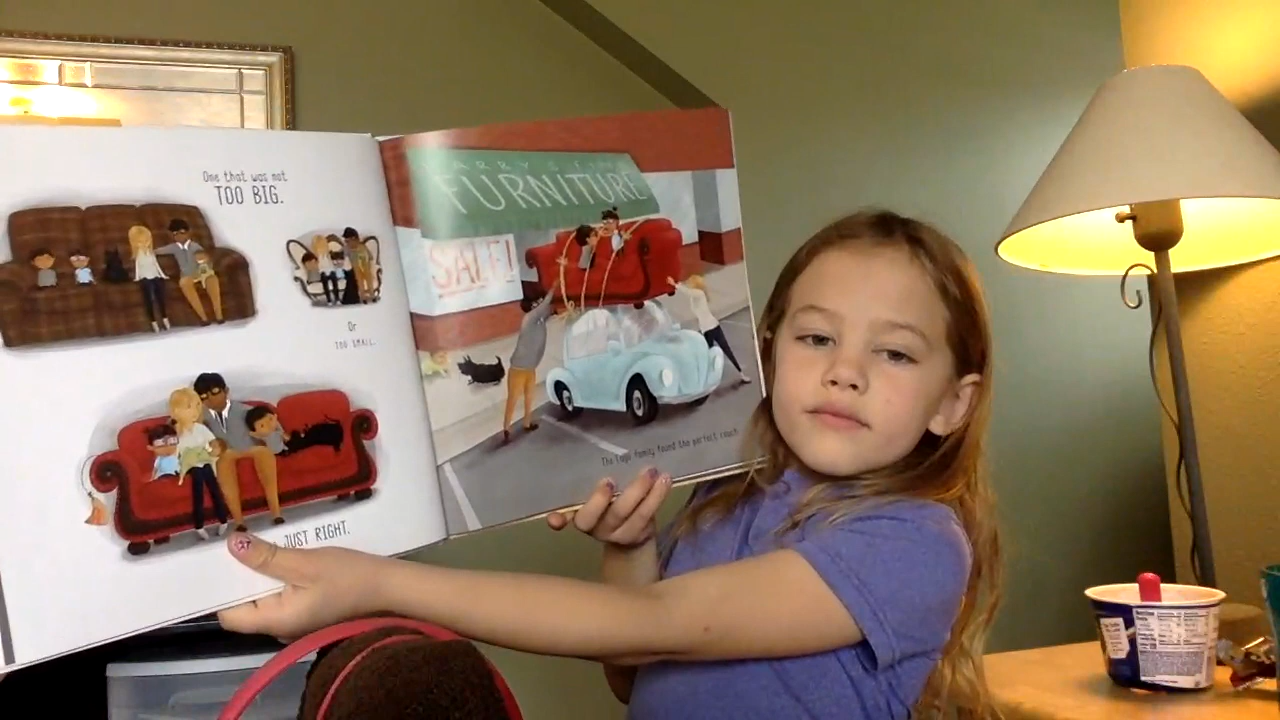 One that was not
TOO BIG.
Or
TOO SMALL.
JUST RIGHT.
FURNITURE
SALE!
The Page family found the perfect couch.